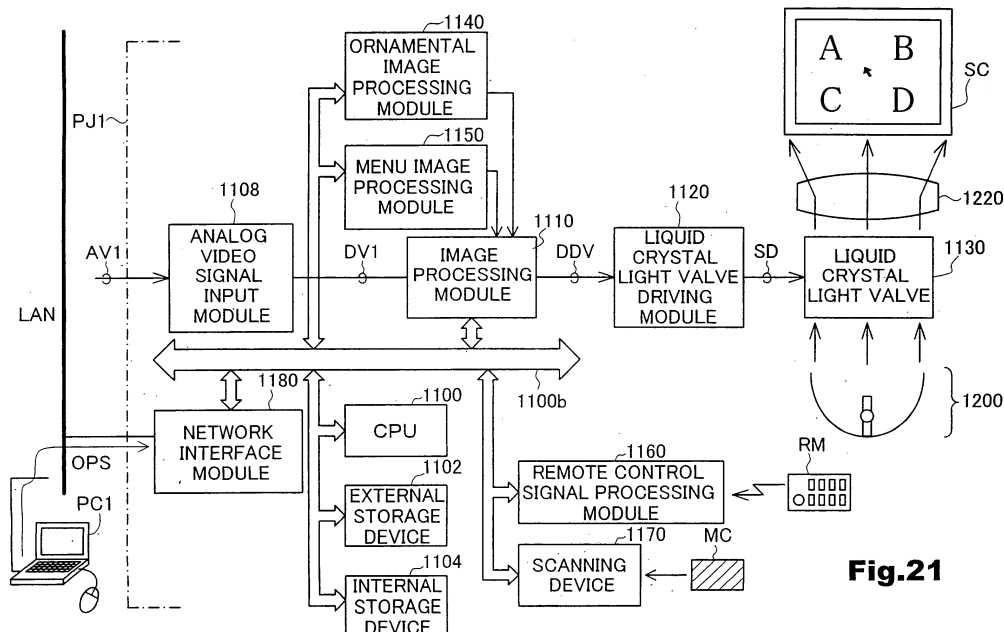 1140
ORNAMENTAL
IMAGE
PROCESSING
MODULE
A B
C D
SC
PJ1
1150
MENU IMAGE
PROCESSING
MODULE
1108
ANALOG
VIDEO
SIGNAL
INPUT
MODULE
AV1
DV1
1110
IMAGE
PROCESSING
MODULE
DDV
1120
LIQUID
CRYSTAL
LIGHT VALVE
DRIVING
MODULE
SD
1220
LIQUID
CRYSTAL
LIGHT VALVE
1130
LAN
1100b
1200
1180
NETWORK
INTERFACE
MODULE
OPS
PC1
1100
CPU
1102
EXTERNAL
STORAGE
DEVICE
1104
INTERNAL
STORAGE
DEVICE
1160
REMOTE CONTROL
SIGNAL PROCESSING
MODULE
RM
1170
SCANNING
DEVICE
MC
Fig.21